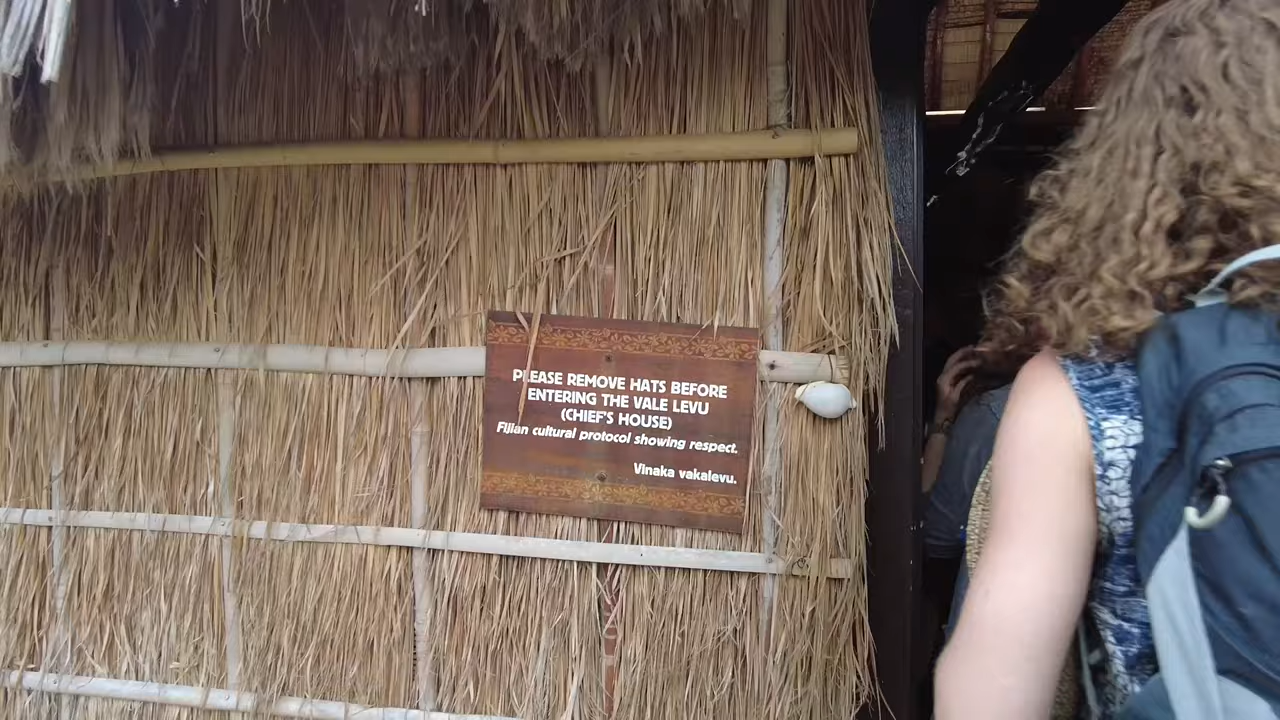 PLEASE REMOVE HATS BEFORE
ENTERING THE VALE LEVU
(CHIEF'S HOUSE)
Fijian cultural protocol showing respect.
Vinaka vakalevu.